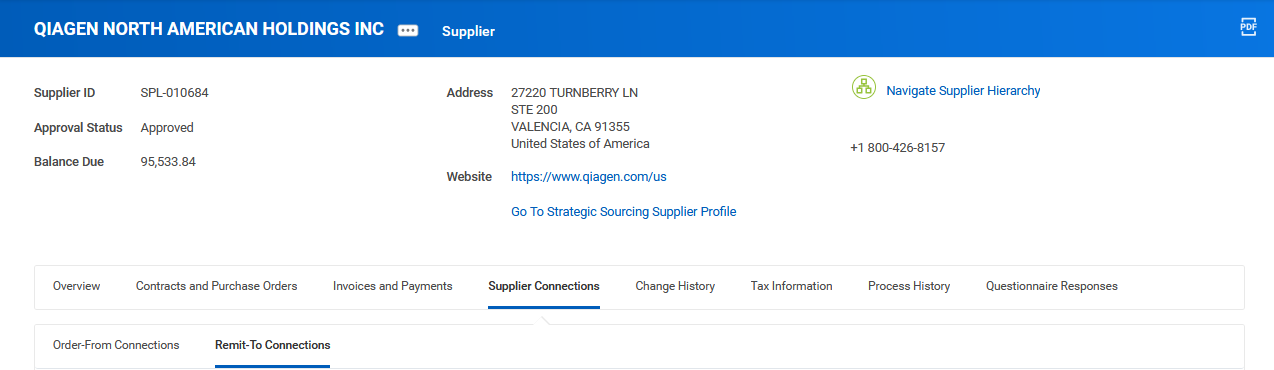 QIAGEN NORTH AMERICAN HOLDINGS INC Supplier PDF
Supplier ID SPL-010684
Approval Status Approved
Balance Due 95,533.84
Address 27220 TURNBERRY LN
STE 200
VALENCIA, CA 91355
United States of America
Website https://www.qiagen.com/us
Go To Strategic Sourcing Supplier Profile
Navigate Supplier Hierarchy
+1 800-426-8157
Overview Contracts and Purchase Orders Invoices and Payments Supplier Connections Change History Tax Information Process History Questionnaire Responses
Order-From Connections Remit-To Connections